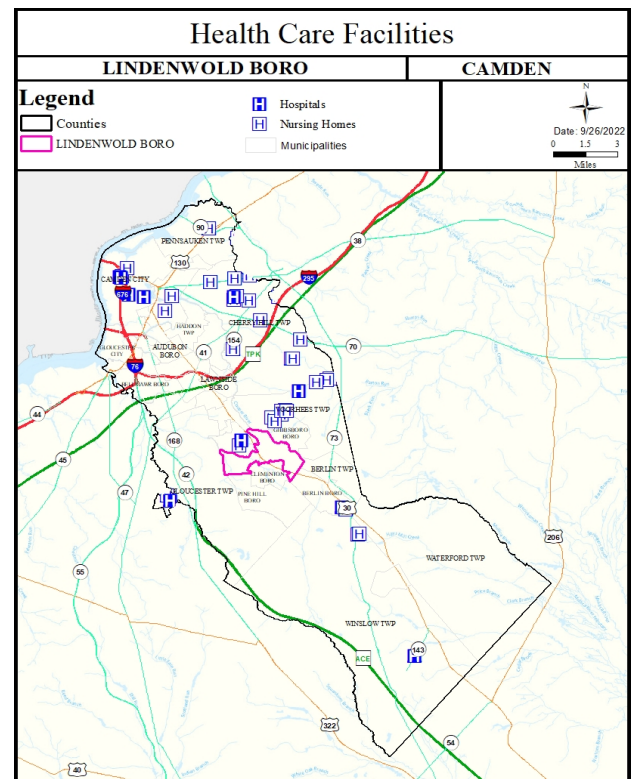 Health Care Facilities
LINDENWOLD BORO
CAMDEN
Legend
Counties
LINDENWOLD BORO
H Hospitals
H Nursing Homes
Municipalities
N
Date: 9/26/2022
0 1.5 3
Miles
90
PENNSAUKEN TWP
38
130
295
676
HADDON
TWP
CHERRY HILL TWP
GLOUCESTER
CITY
AUDUBON
BORO
41
154
TPK
70
76
BORO
44
VOORHEES TWP
GIBBSBORO
BORO
73
168
45
42
BERLIN TWP
CLEMENTON
BORO
47
GLOUCESTER TWP
PINE HILL
BORO
BERLIN BORO
30
206
55
WATERFORD TWP
WINSLOW TWP
143
ACE
322
54
40